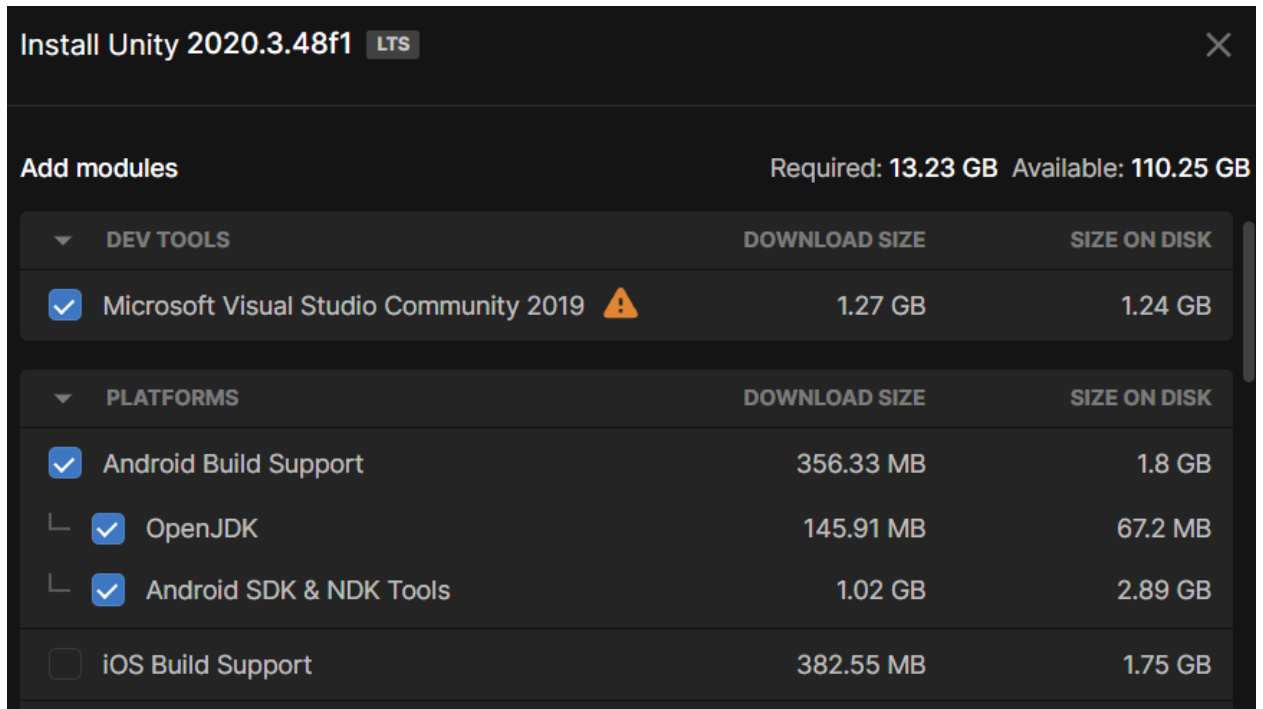 Install Unity 2020.3.48f1 LTS
Add modules Required: 13.23 GB Available: 110.25 GB
DEV TOOLS DOWNLOAD SIZE SIZE ON DISK
Microsoft Visual Studio Community 2019 1.27 GB 1.24 GB
PLATFORMS DOWNLOAD SIZE SIZE ON DISK
Android Build Support 356.33 MB 1.8 GB
OpenJDK 145.91 MB 67.2 MB
Android SDK & NDK Tools 1.02 GB 2.89 GB
iOS Build Support 382.55 MB 1.75 GB